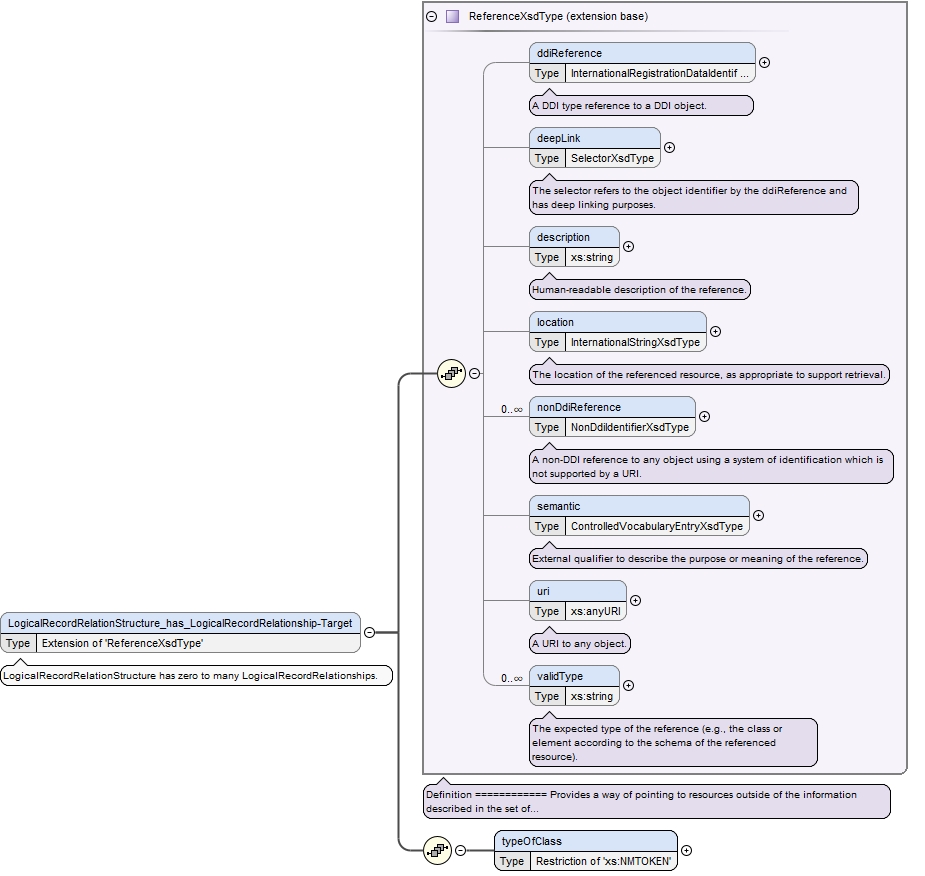 ReferenceXsdType (extension base)
ddiReference
Type InternationalRegistrationDataIdentif ...
A DDI type reference to a DDI object.
deepLink
Type SelectorXsdType
The selector refers to the object identifier by the ddiReference and
has deep linking purposes.
description
Type xs:string
Human-readable description of the reference.
location
Type InternationalStringXsdType
The location of the referenced resource, as appropriate to support retrieval.
0..∞
nonDdiReference
Type NonDdiIdentifierXsdType
A non-DDI reference to any object using a system of identification which is
not supported by a URI.
semantic
Type ControlledVocabularyEntryXsdType
External qualifier to describe the purpose or meaning of the reference.
uri
Type xs:anyURI
A URI to any object.
0..∞
validType
Type xs:string
The expected type of the reference (e.g., the class or
element according to the schema of the referenced
resource).
LogicalRecordRelationStructure_has_LogicalRecordRelationship-Target
Type Extension of 'ReferenceXsdType'
LogicalRecordRelationStructure has zero to many LogicalRecordRelationships.
Definition ============ Provides a way of pointing to resources outside of the information
described in the set of...
typeOfClass
Type Restriction of 'xs:NMTOKEN'